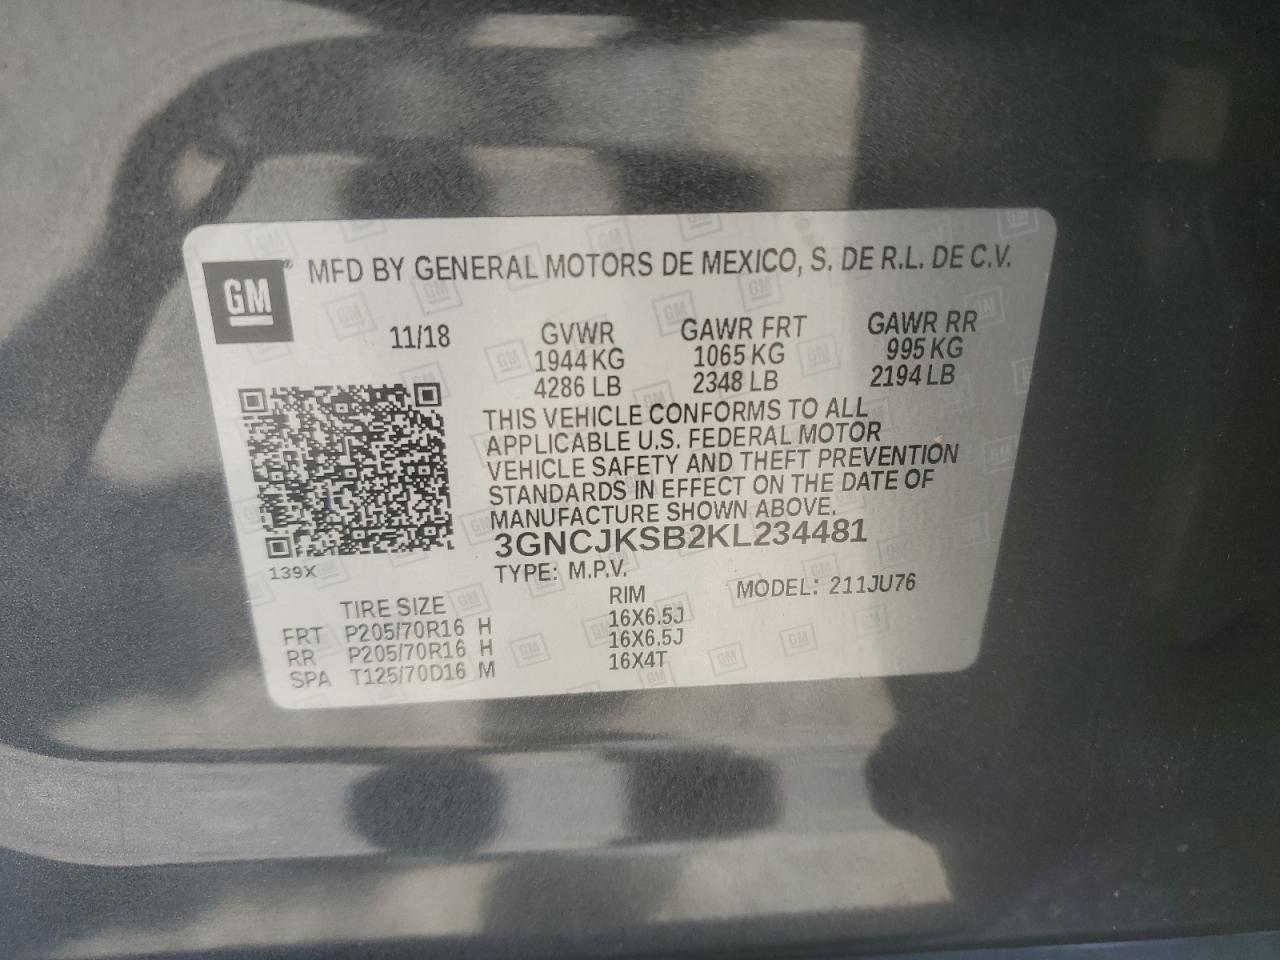 GM® MFD BY GENERAL MOTORS DE MEXICO, S. DE R.L. DE C.V.
11/18 GVWR GAWR FRT GAWR RR
1944 KG 1065 KG 995 KG
4286 LB 2348 LB 2194 LB
THIS VEHICLE CONFORMS TO ALL
APPLICABLE U.S. FEDERAL MOTOR
VEHICLE SAFETY AND THEFT PREVENTION
STANDARDS IN EFFECT ON THE DATE OF
MANUFACTURE SHOWN ABOVE.
3GNCJKSB2KL234481
139X TYPE: M.P.V. MODEL: 211JU76
TIRE SIZE RIM
FRT P205/70R16 H 16X6.5J
RR P205/70R16 H 16X6.5J
SPA T125/70D16 M 16X4T